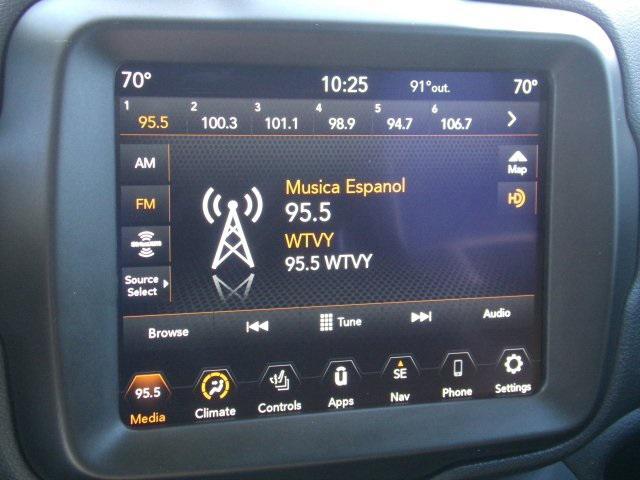 70° 10:25 91°out. 70°
1 2 3 4 5 6
95.5 100.3 101.1 98.9 94.7 106.7
AM
Map
Musica Espanol
FM
HD
95.5
WTVY
SiriusXM
95.5 WTVY
Source
Select
Browse Tune Audio
95.5 SE
Media Climate Controls Apps Nav Phone Settings